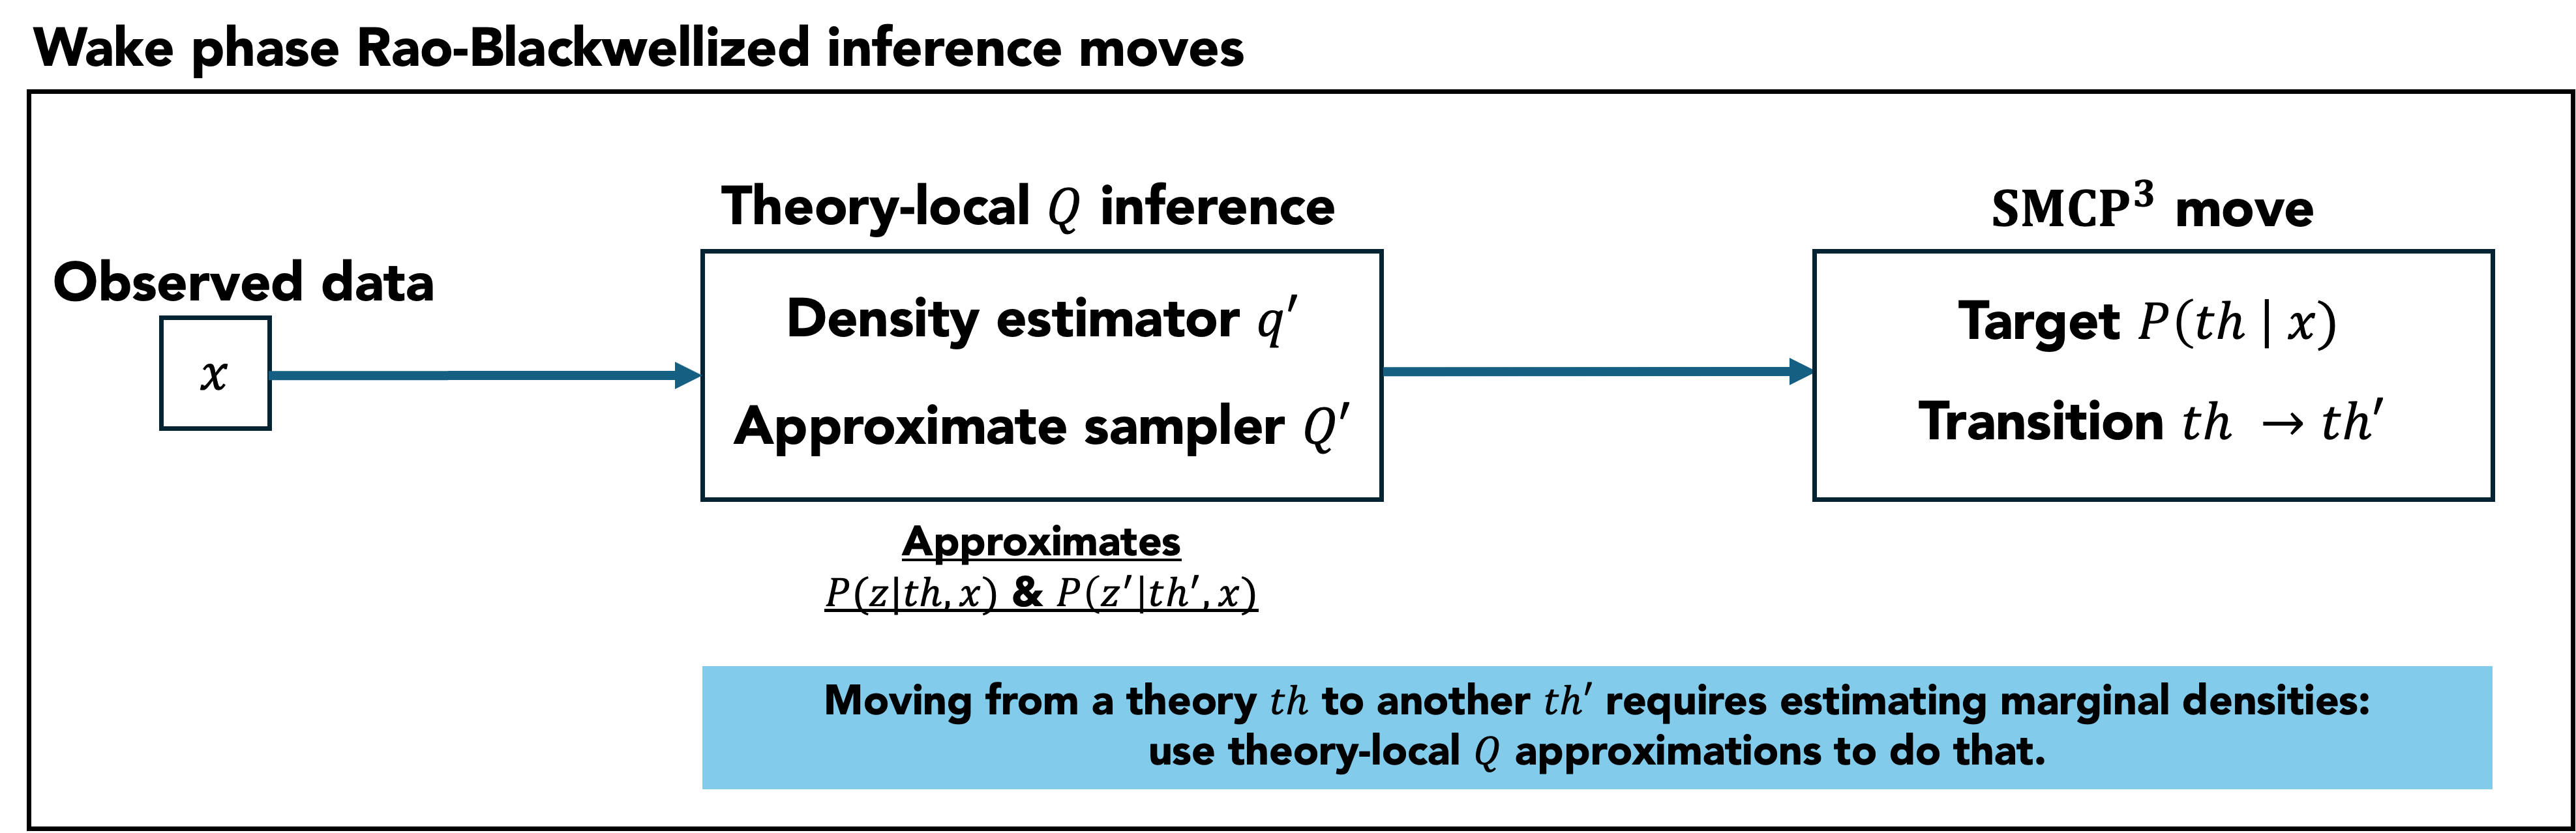 Wake phase Rao-Blackwellized inference moves
Observed data
x
Theory-local Q inference
Density estimator q′
Approximate sampler Q′
Approximates
P(z|th, x) & P(z′|th′, x)
SMCP³ move
Target P(th | x)
Transition th → th′
Moving from a theory th to another th′ requires estimating marginal densities:
use theory-local Q approximations to do that.